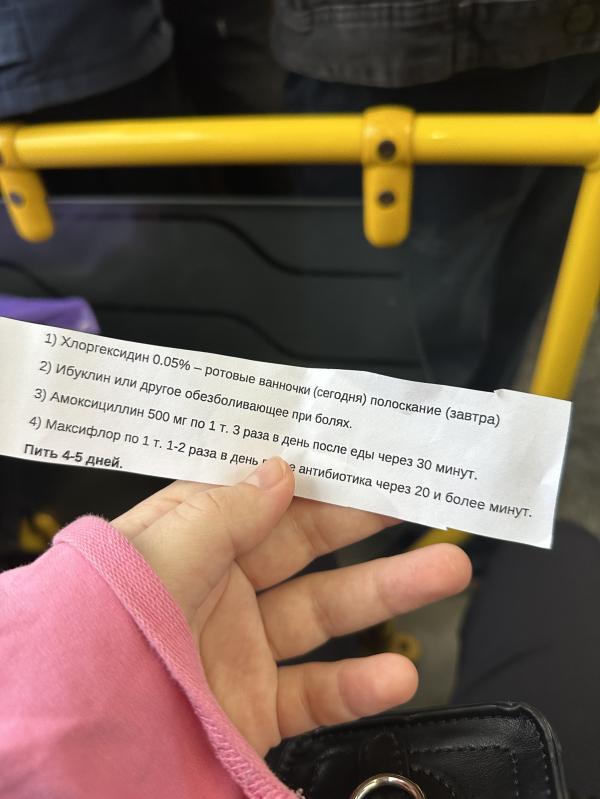 1) Хлоргексидин 0.05% – ротовые ванночки (сегодня) полоскание (завтра)
2) Ибуклин или другое обезболивающее при болях.
3) Амоксициллин 500 мг по 1 т. 3 раза в день после еды через 30 минут.
4) Максифлор по 1 т. 1-2 раза в день антибиотика через 20 и более минут.
Пить 4-5 дней.